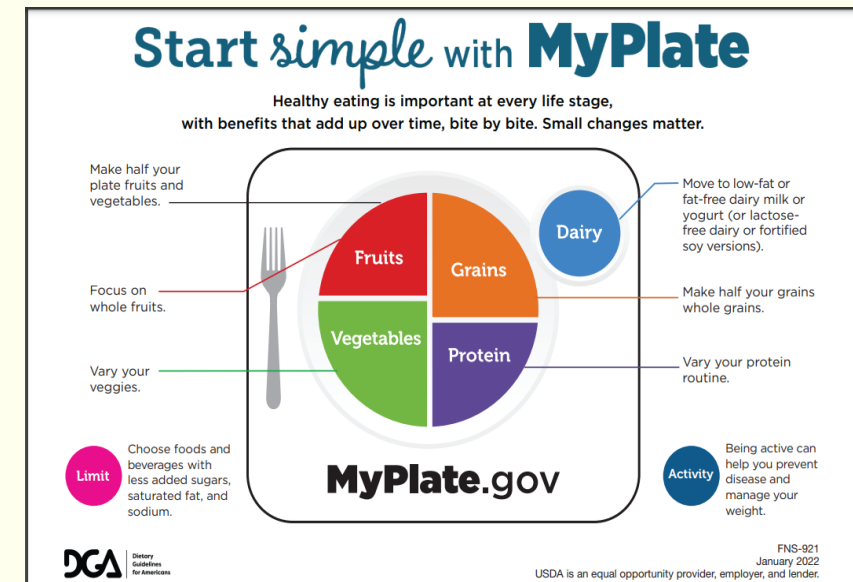 Start simple with MyPlate
Healthy eating is important at every life stage,
with benefits that add up over time, bite by bite. Small changes matter.
Make half your
plate fruits and
vegetables.
Focus on
whole fruits.
Vary your
veggies.
Fruits
Grains
Vegetables
Protein
Dairy
Move to low-fat or
fat-free dairy milk or
yogurt (or lactose-
free dairy or fortified
soy versions).
Make half your grains
whole grains.
Vary your protein
routine.
Limit
Choose foods and
beverages with
less added sugars,
saturated fat, and
sodium.
MyPlate.gov
Activity
Being active can
help you prevent
disease and
manage your
weight.
DGA
Dietary
Guidelines
for Americans
FNS-921
January 2022
USDA is an equal opportunity provider, employer, and lender.